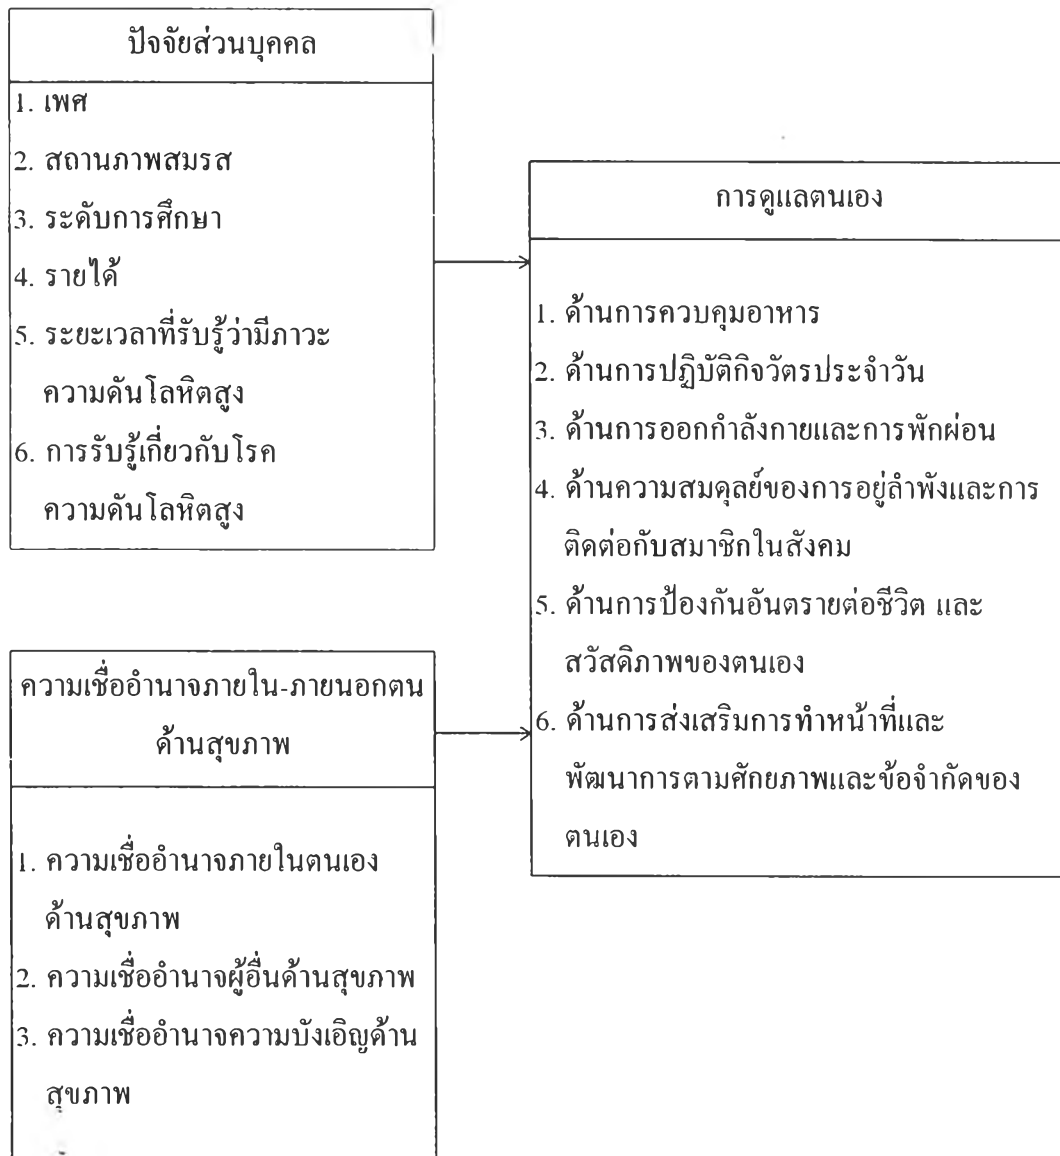 ปัจจัยส่วนบุคคล
1. เพศ
2. สถานภาพสมรส
3. ระดับการศึกษา
4. รายได้
5. ระยะเวลาที่รับรู้ว่ามีภาวะ
ความดันโลหิตสูง
6. การรับรู้เกี่ยวกับโรค
ความดันโลหิตสูง
ความเชื่ออำนาจภายใน-ภายนอกตน
ด้านสุขภาพ
1. ความเชื่ออำนาจภายในตนเอง
ด้านสุขภาพ
2. ความเชื่ออำนาจผู้อื่นด้านสุขภาพ
3. ความเชื่ออำนาจความบังเอิญด้าน
สุขภาพ
การดูแลตนเอง
1. ด้านการควบคุมอาหาร
2. ด้านการปฏิบัติกิจวัตรประจำวัน
3. ด้านการออกกำลังกายและการพักผ่อน
4. ด้านความสมดุลย์ของการอยู่ลำพังและการ
ติดต่อกับสมาชิกในสังคม
5. ด้านการป้องกันอันตรายต่อชีวิต และ
สวัสดิภาพของตนเอง
6. ด้านการส่งเสริมการทำหน้าที่และ
พัฒนาการตามศักยภาพและข้อจำกัดของ
ตนเอง